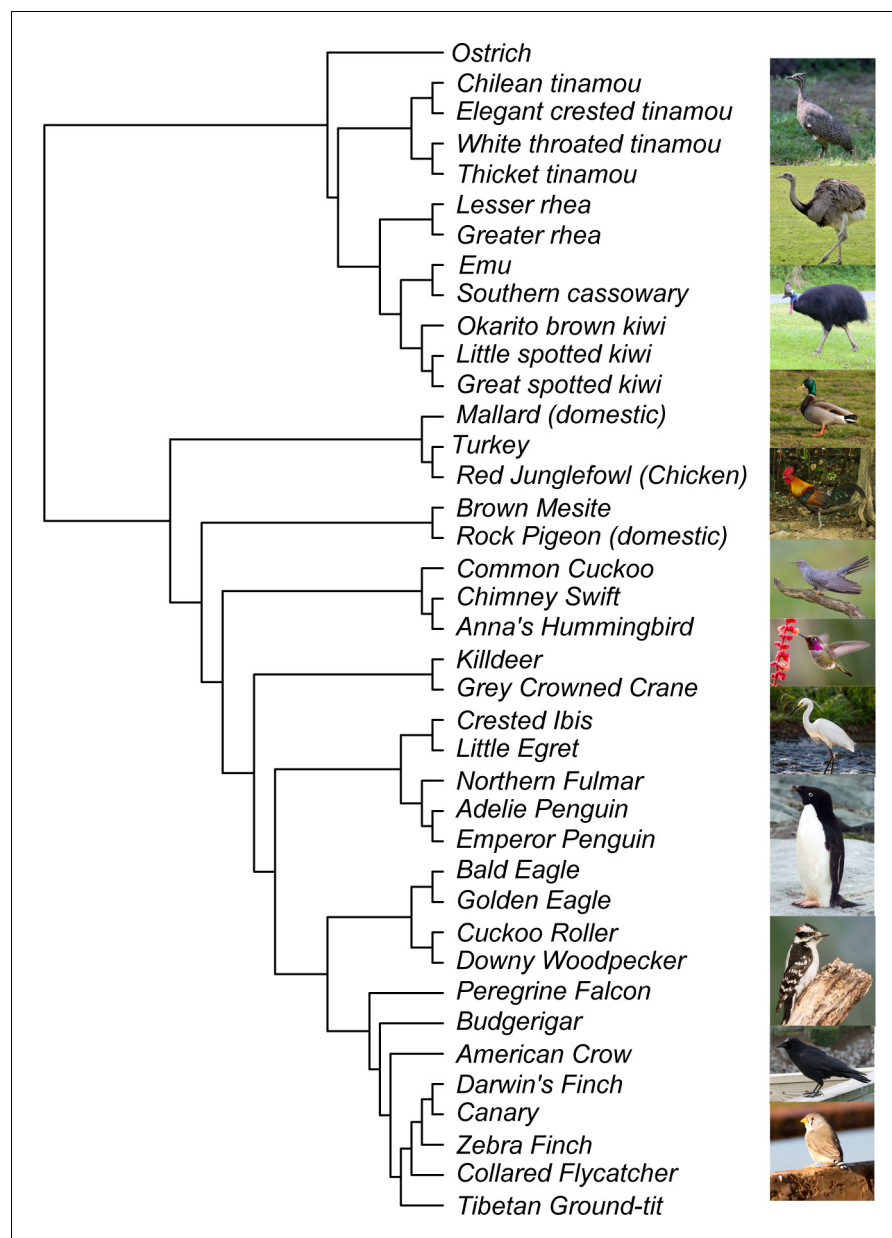 Ostrich
Chilean tinamou
Elegant crested tinamou
White throated tinamou
Thicket tinamou
Lesser rhea
Greater rhea
Emu
Southern cassowary
Okarito brown kiwi
Little spotted kiwi
Great spotted kiwi
Mallard (domestic)
Turkey
Red Junglefowl (Chicken)
Brown Mesite
Rock Pigeon (domestic)
Common Cuckoo
Chimney Swift
Anna's Hummingbird
Killdeer
Grey Crowned Crane
Crested Ibis
Little Egret
Northern Fulmar
Adelie Penguin
Emperor Penguin
Bald Eagle
Golden Eagle
Cuckoo Roller
Downy Woodpecker
Peregrine Falcon
Budgerigar
American Crow
Darwin's Finch
Canary
Zebra Finch
Collared Flycatcher
Tibetan Ground-tit